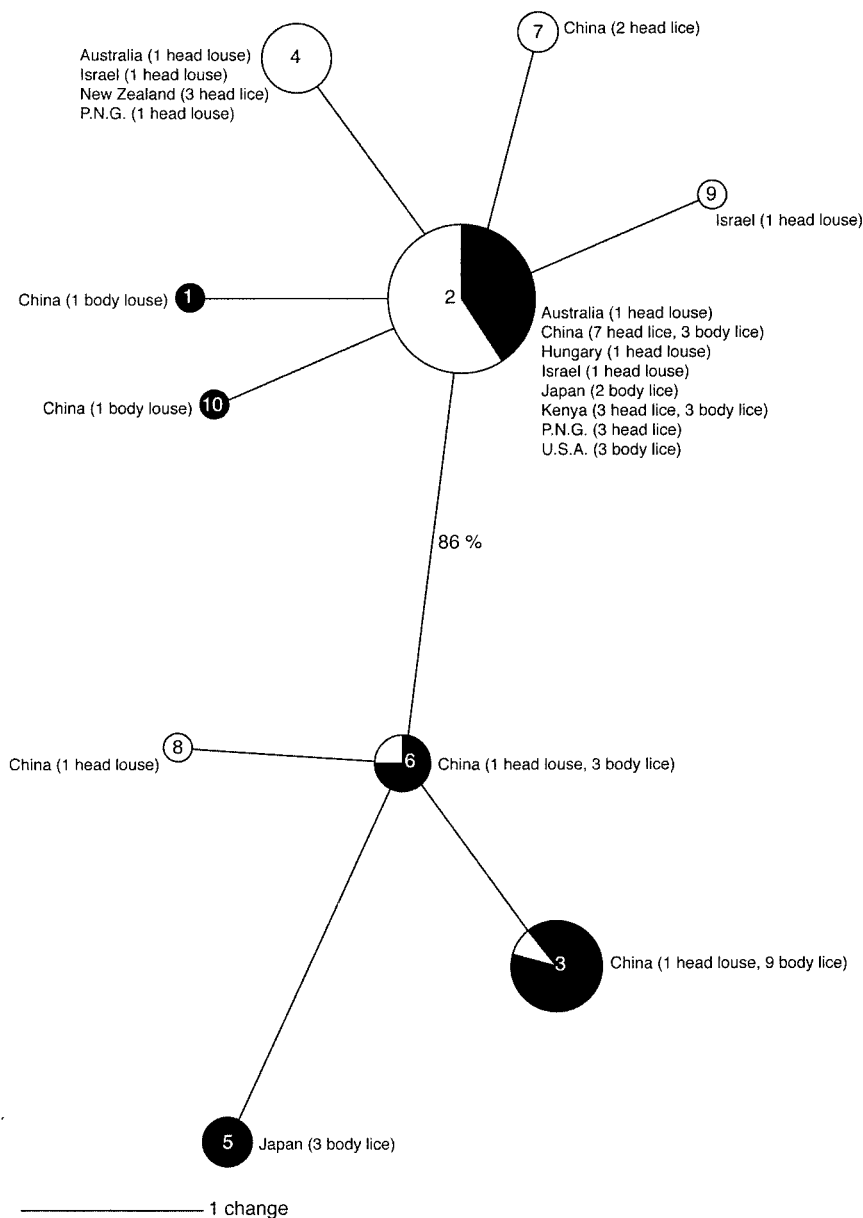 4
Australia (1 head louse)
Israel (1 head louse)
New Zealand (3 head lice)
P.N.G. (1 head louse)
7
China (2 head lice)
9
Israel (1 head louse)
2
Australia (1 head louse)
China (7 head lice, 3 body lice)
Hungary (1 head louse)
Israel (1 head louse)
Japan (2 body lice)
Kenya (3 head lice, 3 body lice)
P.N.G. (3 head lice)
U.S.A. (3 body lice)
China (1 body louse)
1
China (1 body louse)
10
86 %
8
China (1 head louse)
6
China (1 head louse, 3 body lice)
3
China (1 head louse, 9 body lice)
5
Japan (3 body lice)
1 change